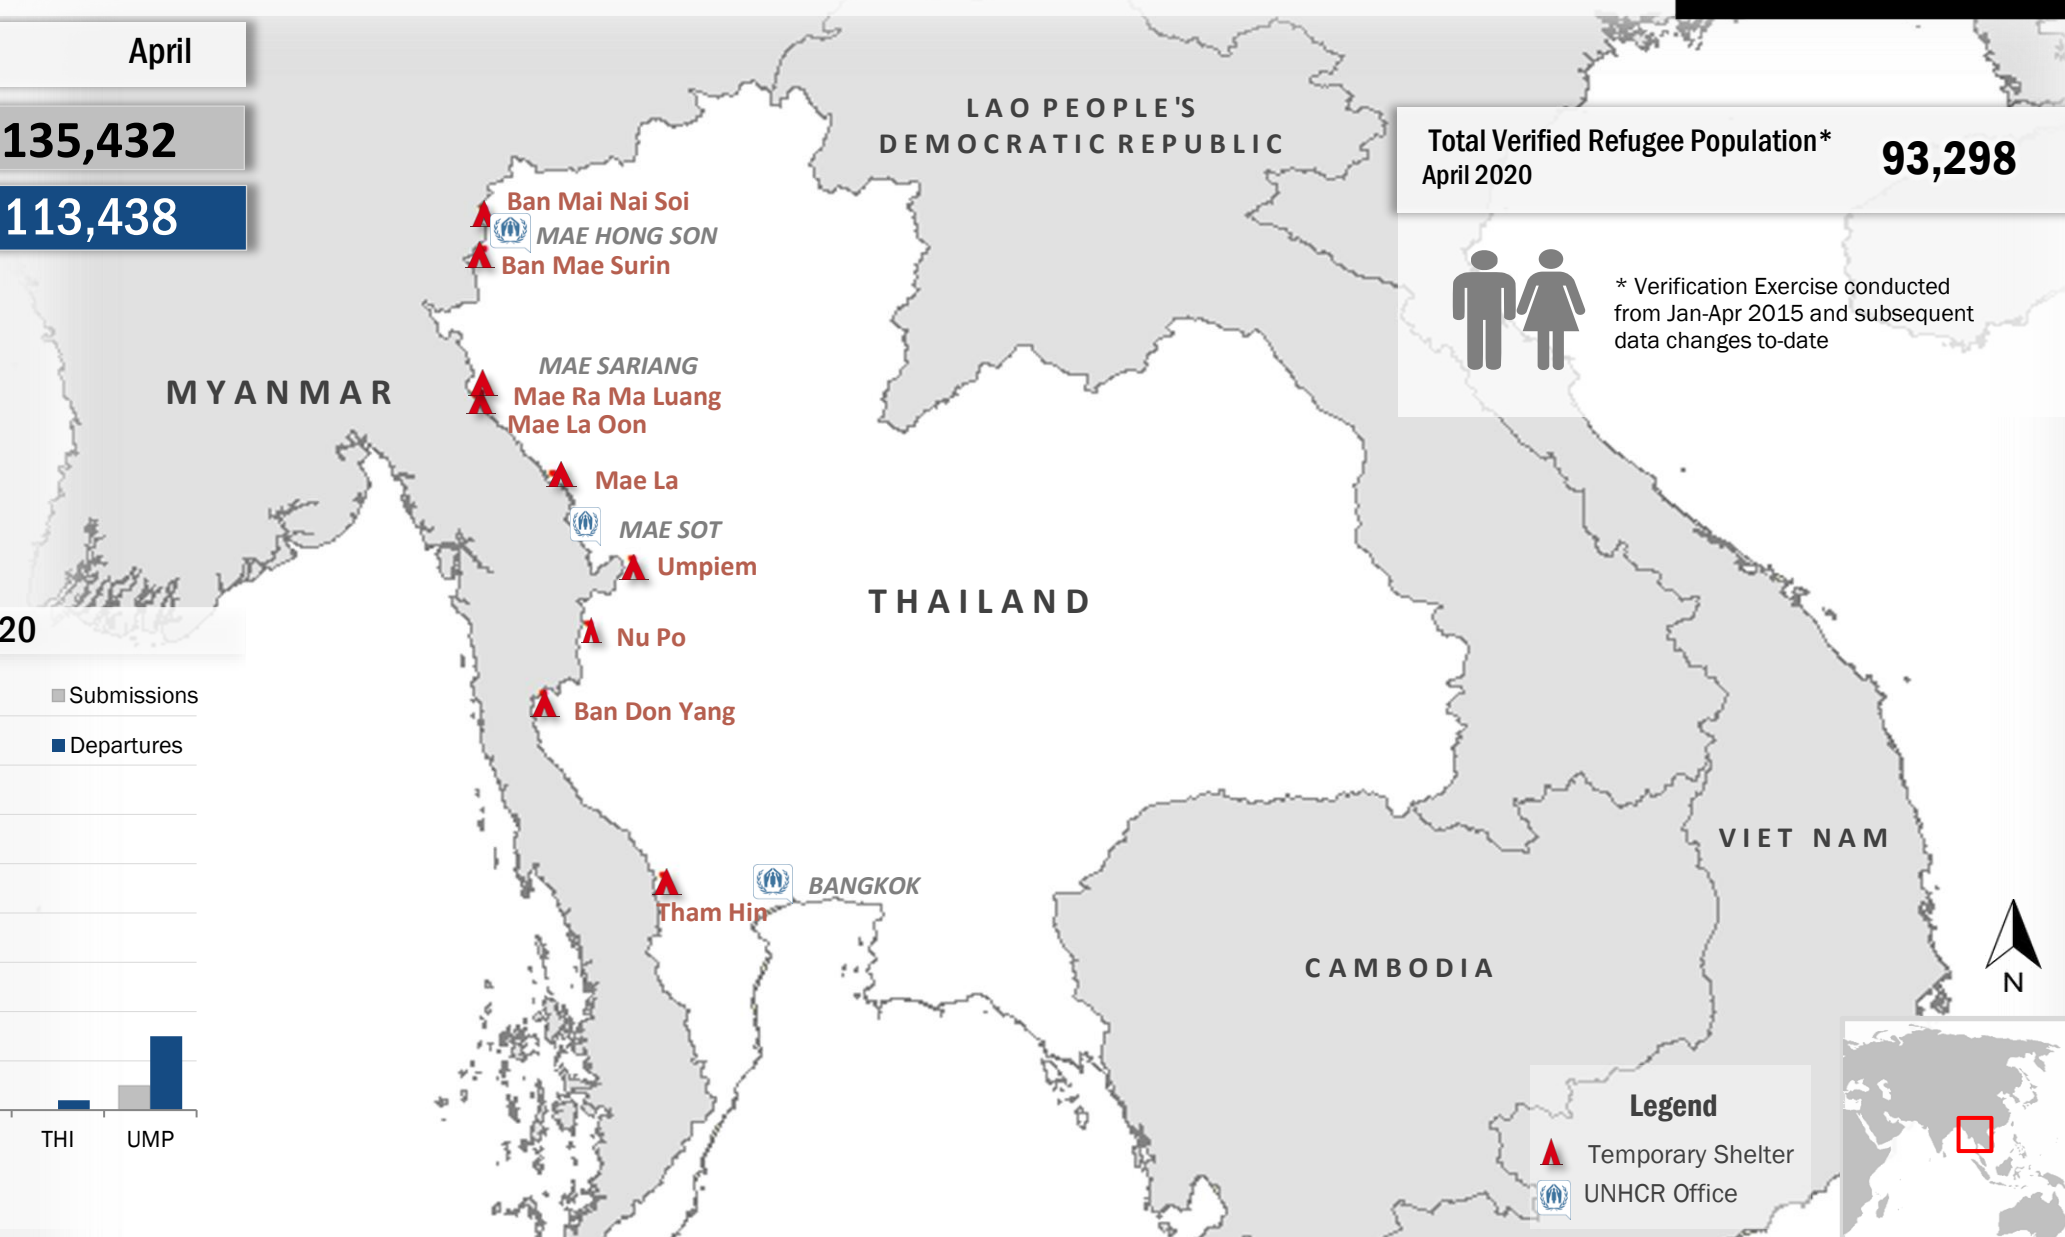 April
135,432
113,438
LAO PEOPLE'S
DEMOCRATIC REPUBLIC
Total Verified Refugee Population*
April 2020
93,298
* Verification Exercise conducted
from Jan-Apr 2015 and subsequent
data changes to-date
Ban Mai Nai Soi
MAE HONG SON
Ban Mae Surin
MYANMAR
MAE SARIANG
Mae Ra Ma Luang
Mae La Oon
Mae La
MAE SOT
Umpiem
THAILAND
Nu Po
Ban Don Yang
20
Submissions
Departures
VIET NAM
BANGKOK
Tham Hin
CAMBODIA
N
THI
UMP
Legend
Temporary Shelter
UNHCR Office